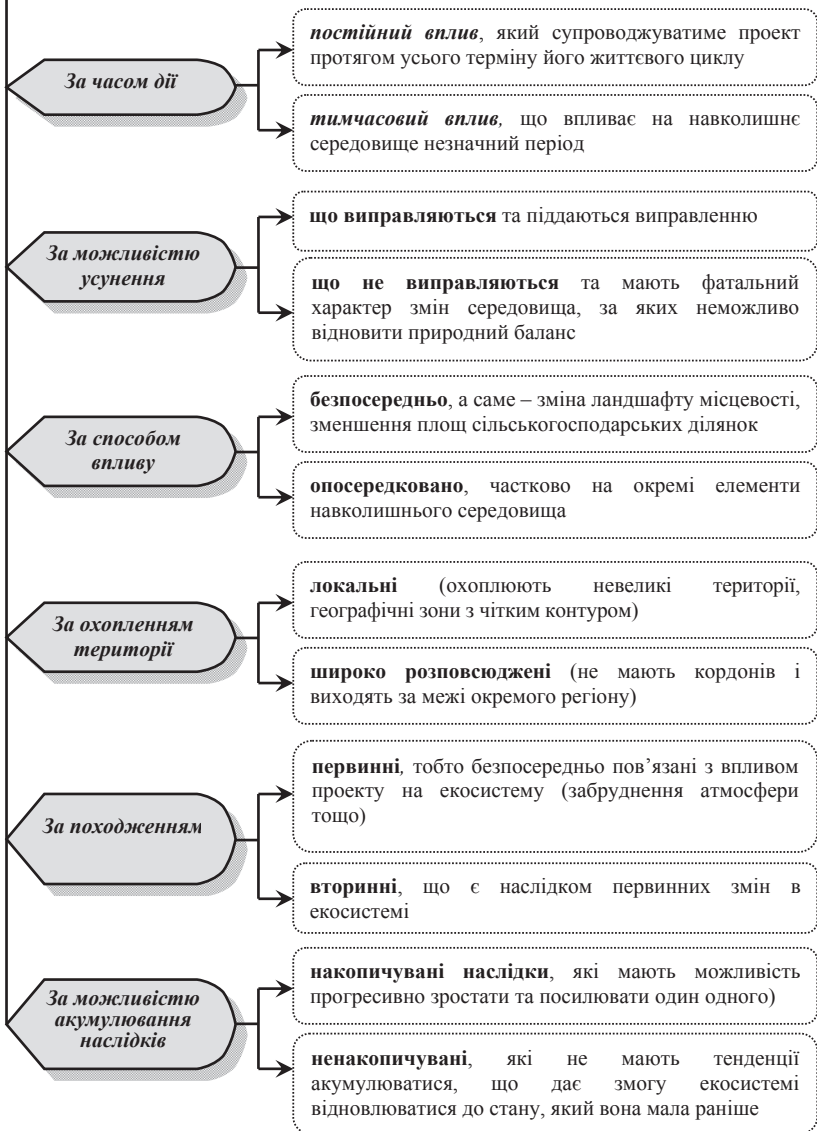 За часом дії
постійний вплив, який супроводжуватиме проект
протягом усього терміну його життєвого циклу
тимчасовий вплив, що впливає на навколишнє
середовище незначний період
За можливістю
усунення
що виправляються та піддаються виправленню
що не виправляються та мають фатальний
характер змін середовища, за яких неможливо
відновити природний баланс
За способом
впливу
безпосередньо, а саме – зміна ландшафту місцевості,
зменшення площ сільськогосподарських ділянок
опосередковано, частково на окремі елементи
навколишнього середовища
За охопленням
території
локальні (охоплюють невеликі території,
географічні зони з чітким контуром)
широко розповсюджені (не мають кордонів і
виходять за межі окремого регіону)
За походженням
первинні, тобто безпосередньо пов’язані з впливом
проекту на екосистему (забруднення атмосфери
тощо)
вторинні, що є наслідком первинних змін в
екосистемі
За можливістю
акумулювання
наслідків
накопичувані наслідки, які мають можливість
прогресивно зростати та посилювати один одного)
ненакопичувані, які не мають тенденції
акумулюватися, що дає змогу екосистемі
відновлюватися до стану, який вона мала раніше